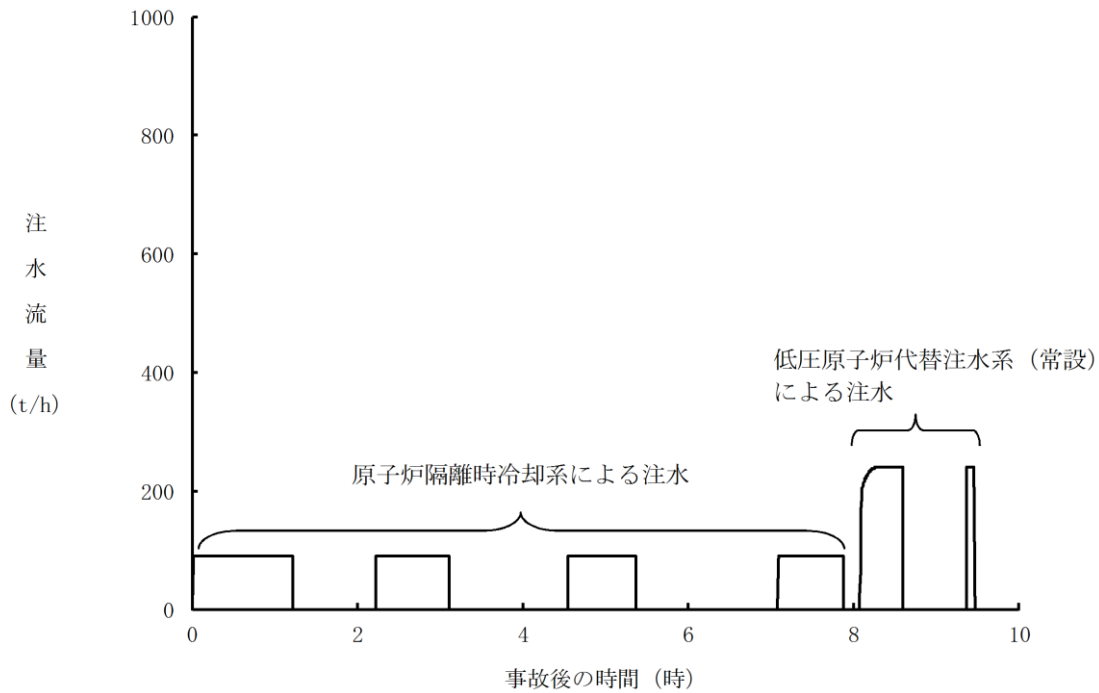 1000
800
600
400
200
0
注水流量
(t/h)
原子炉隔離時冷却系による注水
低圧原子炉代替注水系（常設）
による注水
0 2 4 6 8 10
事故後の時間（時）